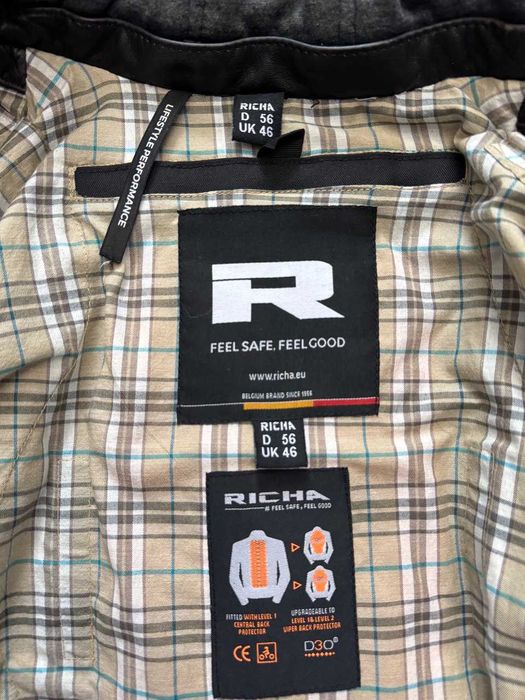 RICHA
D 56
UK 46
LIFESTYLE PERFORMANCE
R
FEEL SAFE, FEEL GOOD
www.richa.eu
BELGIUM BRAND SINCE 1956
RICHA
D 56
UK 46
RICHA
# FEEL SAFE, FEEL GOOD
FITTED WITH LEVEL 1
CENTRAL BACK
PROTECTOR
UPGRADEABLE TO
LEVEL 1 & LEVEL 2
VIPER BACK PROTECTOR
CE
D3O®